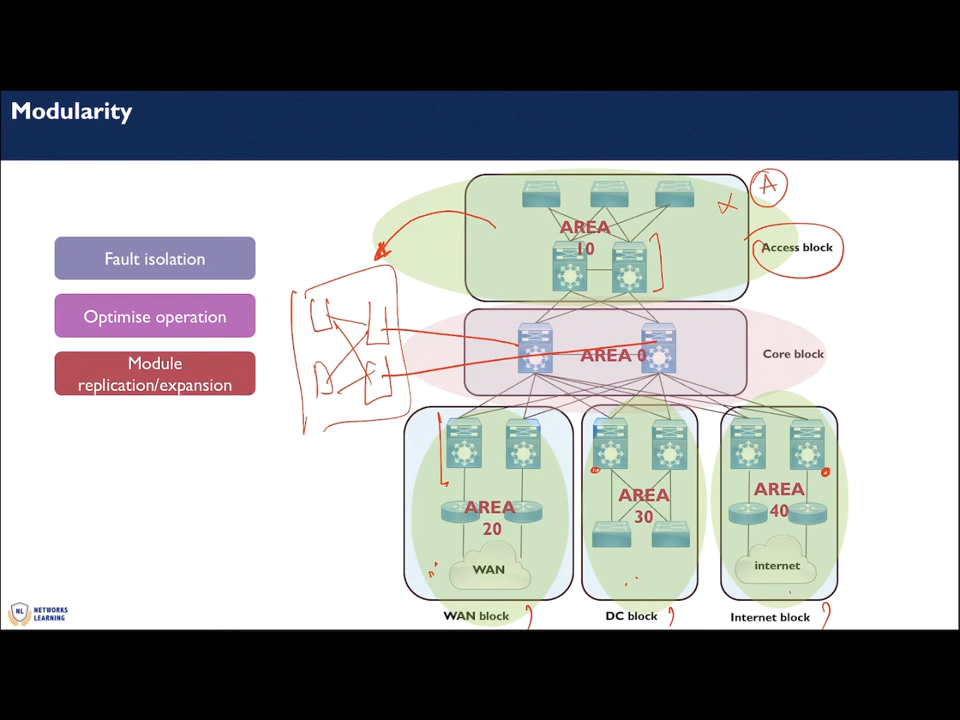 Modularity
Fault isolation
Optimise operation
Module
replication/expansion
A
AREA
10
Access block
AREA 0
Core block
AREA
20
WAN
WAN block
AREA
30
DC block
AREA
40
internet
Internet block
NL
NETWORKS
LEARNING